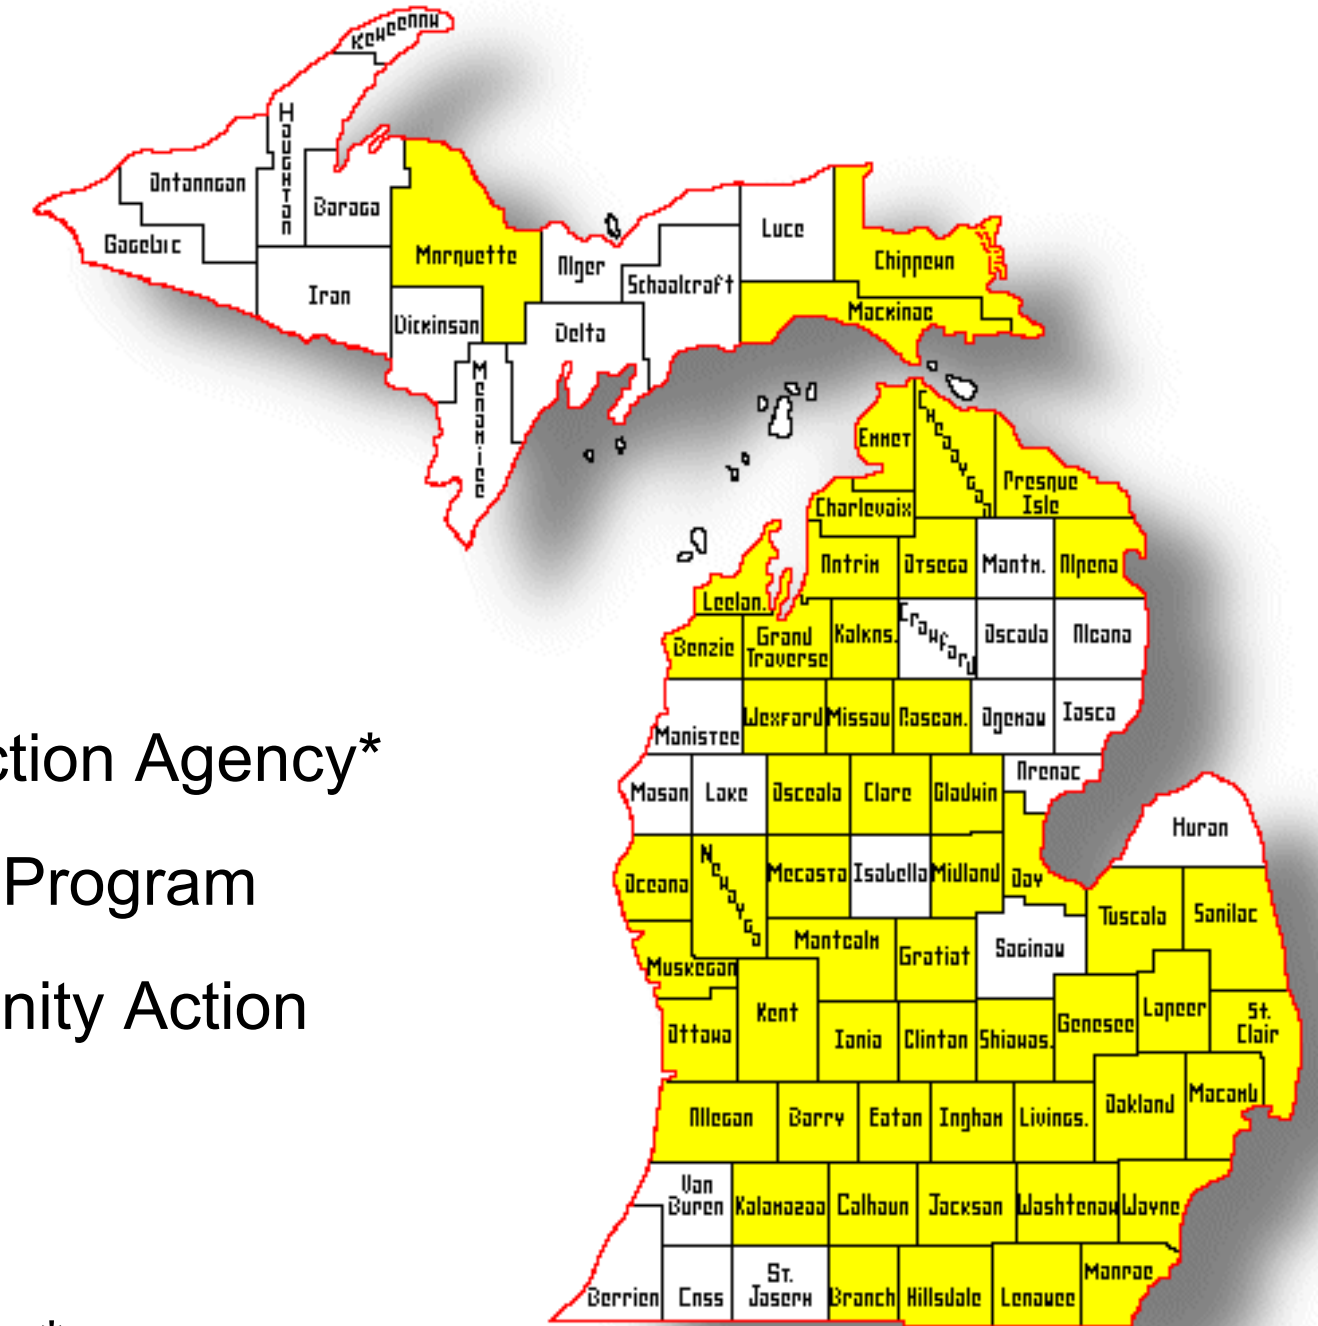 Keweenaw
Houghton
Ontonagon
Baraga
Gogebic
Marquette
Luce
Alger
Chippewa
Schoolcraft
Iron
Mackinac
Dickinson
Delta
Menominee
Cheboygan
Emmet
Presque
Isle
Charlevoix
Antrim
Otsego
Montm.
Alpena
Leelan.
Crawford
Grand
Traverse
Kalkns.
Oscoda
Alcona
Benzie
Wexford
Missau
Roscom.
Ogemaw
Iosco
Manistee
ction Agency*
Arenac
Mason
Lake
Osceola
Clare
Gladwin
Huron
Newaygo
Oceana
Mecosta
Isabella
Midland
Bay
Program
Tuscola
Sanilac
Montcalm
Gratiot
Saginaw
Muskegon
nity Action
Kent
Lapeer
St.
Clair
Ottawa
Ionia
Clinton
Shiawas.
Genesee
Allegan
Barry
Eaton
Ingham
Livings.
Oakland
Macomb
Van
Buren
Kalamazoo
Calhoun
Jackson
Washtenaw
Wayne
Berrien
Cass
St.
Joseph
Branch
Hillsdale
Lenawee
Monroe
*